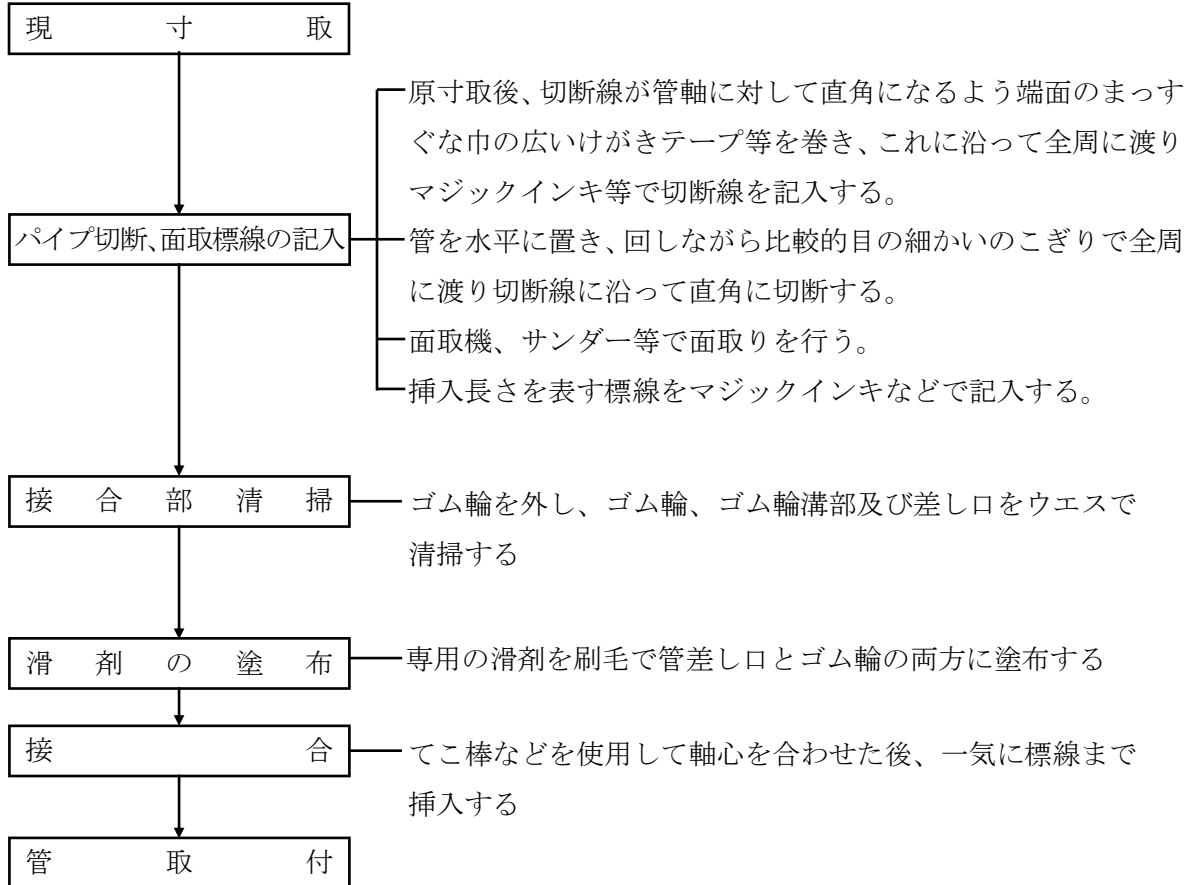 現寸取
原寸取後、切断線が管軸に対して直角になるよう端面のまっす
ぐな巾の広いけがきテープ等を巻き、これに沿って全周に渡り
マジックインキ等で切断線を記入する。
パイプ切断、面取標線の記入
管を水平に置き、回しながら比較的目の細かいのこぎりで全周
に渡り切断線に沿って直角に切断する。
面取機、サンダー等で面取りを行う。
挿入長さを表す標線をマジックインキなどで記入する。
接合部清掃
ゴム輪を外し、ゴム輪、ゴム輪溝部及び差し口をウエスで
清掃する
滑剤の塗布
専用の滑剤を刷毛で管差し口とゴム輪の両方に塗布する
接合
てこ棒などを使用して軸心を合わせた後、一気に標線まで
挿入する
管取付